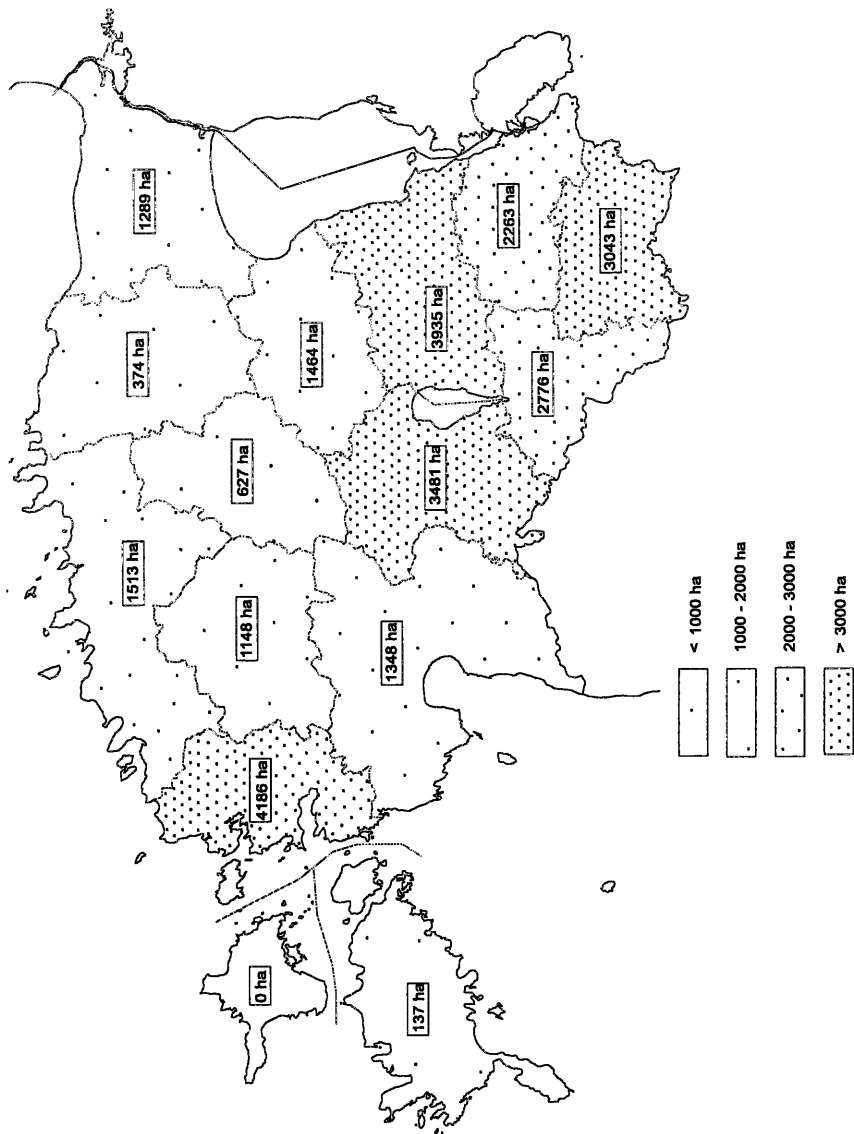 1513 ha
374 ha
1289 ha
0 ha
4186 ha
1148 ha
627 ha
1464 ha
137 ha
1348 ha
3481 ha
3935 ha
2776 ha
2263 ha
3043 ha
< 1000 ha
1000 - 2000 ha
2000 - 3000 ha
> 3000 ha